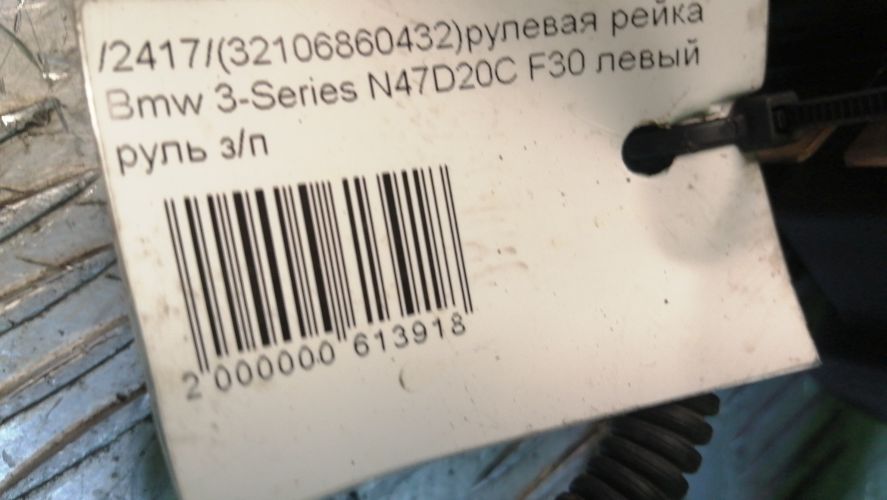 /2417/(32106860432)рулевая рейка
Bmw 3-Series N47D20C F30 левый
руль з/п
2 000000 613918